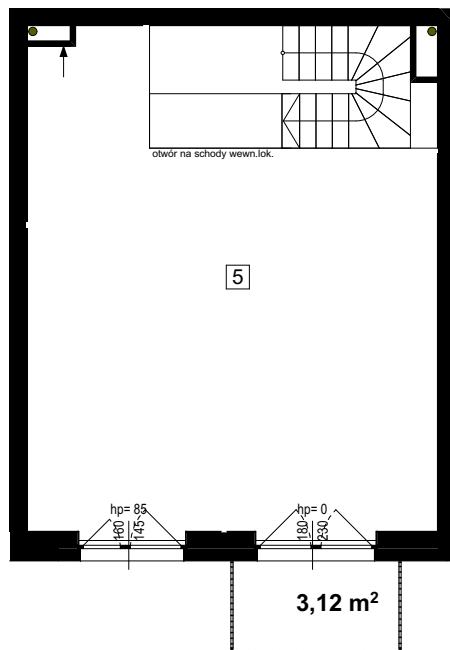 otwór na schody wewn.lok.
5
hp= 85
160
145
hp= 0
180
230
3,12 m²